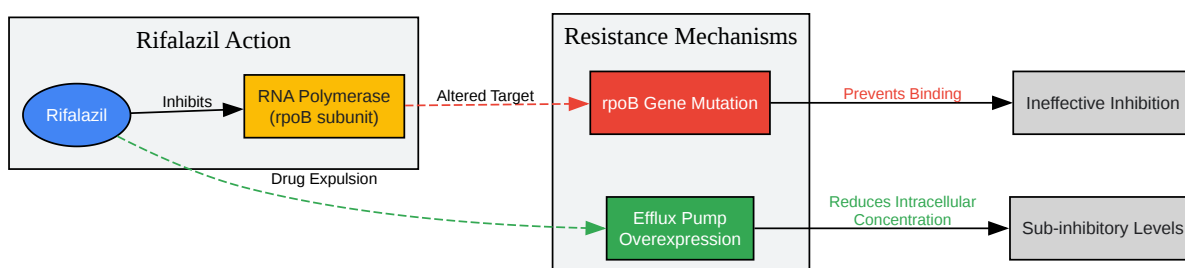 Rifalazil Action
Resistance Mechanisms
Rifalazil
Inhibits
RNA Polymerase
(rpoB subunit)
Altered Target
rpoB Gene Mutation
Prevents Binding
Ineffective Inhibition
Drug Expulsion
Efflux Pump
Overexpression
Reduces Intracellular
Concentration
Sub-inhibitory Levels